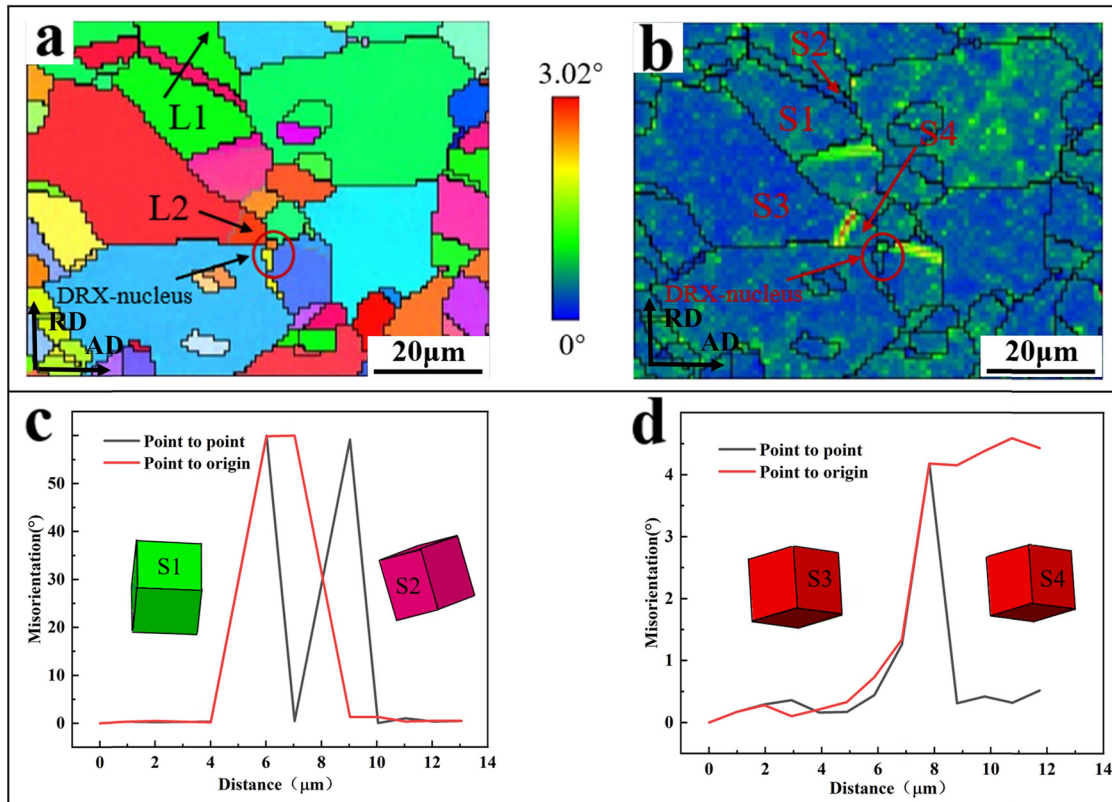 a
L1
L2
DRX-nucleus
RD
AD
20μm
3.02°
0°
b
S2
S1
S4
S3
DRX-nucleus
RD
AD
20μm
c
Point to point
Point to origin
S1
S2
Misorientation(°)
60
50
40
30
20
10
0
0 2 4 6 8 10 12 14
Distance（μm）
d
Point to point
Point to origin
S3
S4
Misorientation(°)
4
3
2
1
0
0 2 4 6 8 10 12 14
Distance（μm）